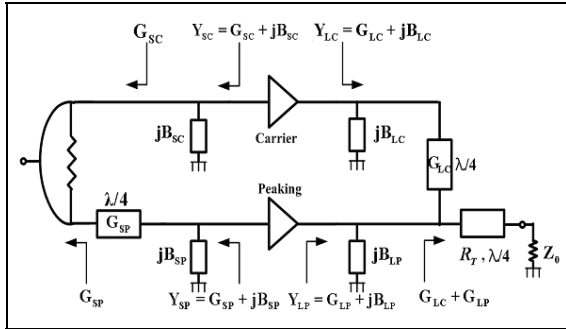 G_SC
Y_SC = G_SC + jB_SC
Y_LC = G_LC + jB_LC
jB_SC
Carrier
jB_LC
G_LC λ/4
λ/4
G_SP
Peaking
jB_SP
jB_LP
R_T , λ/4
Z_0
G_SP
Y_SP = G_SP + jB_SP
Y_LP = G_LP + jB_LP
G_LC + G_LP